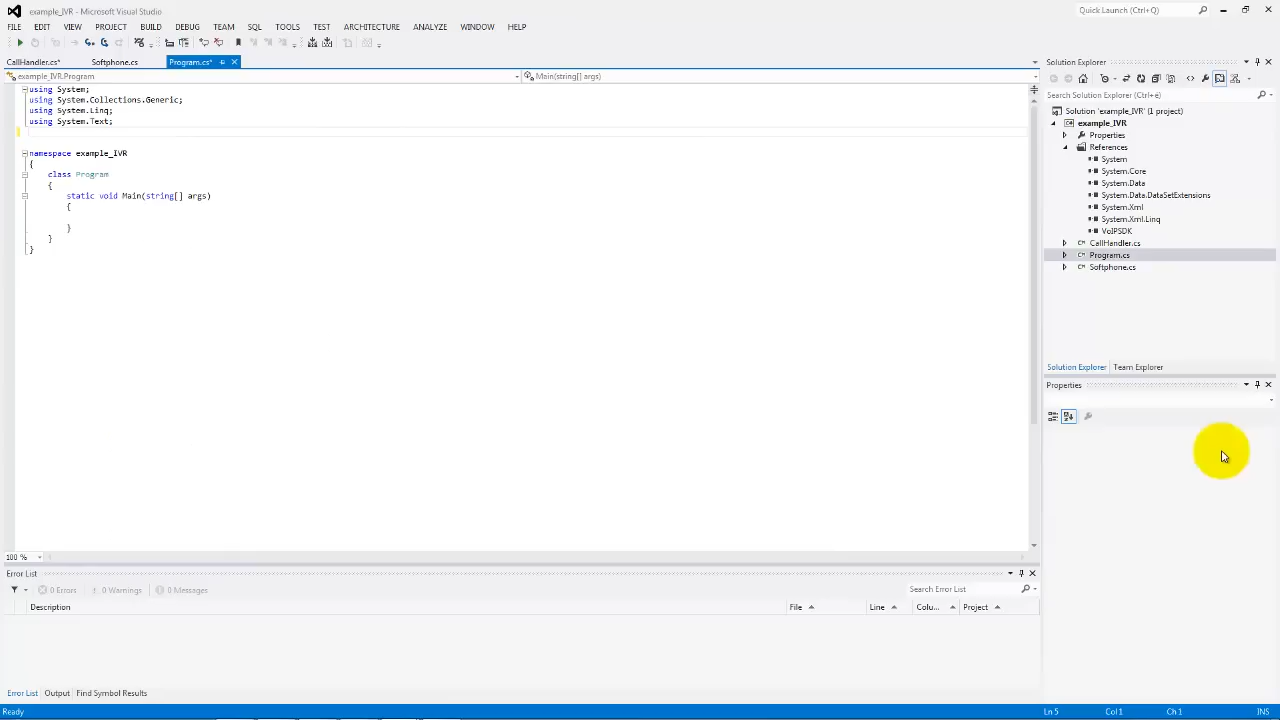 example_IVR - Microsoft Visual Studio
Quick Launch (Ctrl+Q)
FILE EDIT VIEW PROJECT BUILD DEBUG TEAM SQL TOOLS TEST ARCHITECTURE ANALYZE WINDOW HELP
CallHandler.cs* Softphone.cs Program.cs*
example_IVR.Program
Main(string[] args)
using System;
using System.Collections.Generic;
using System.Linq;
using System.Text;
namespace example_IVR
{
class Program
{
static void Main(string[] args)
{
}
}
}
100 %
Solution Explorer
Search Solution Explorer (Ctrl+é)
Solution 'example_IVR' (1 project)
example_IVR
Properties
References
System
System.Core
System.Data
System.Data.DataSetExtensions
System.Xml
System.Xml.Linq
VoIPSDK
CallHandler.cs
Program.cs
Softphone.cs
Solution Explorer Team Explorer
Properties
Error List
0 Errors 0 Warnings 0 Messages
Search Error List
Description File Line Colu... Project
Error List Output Find Symbol Results
Ready Ln 5 Col 1 Ch 1 INS